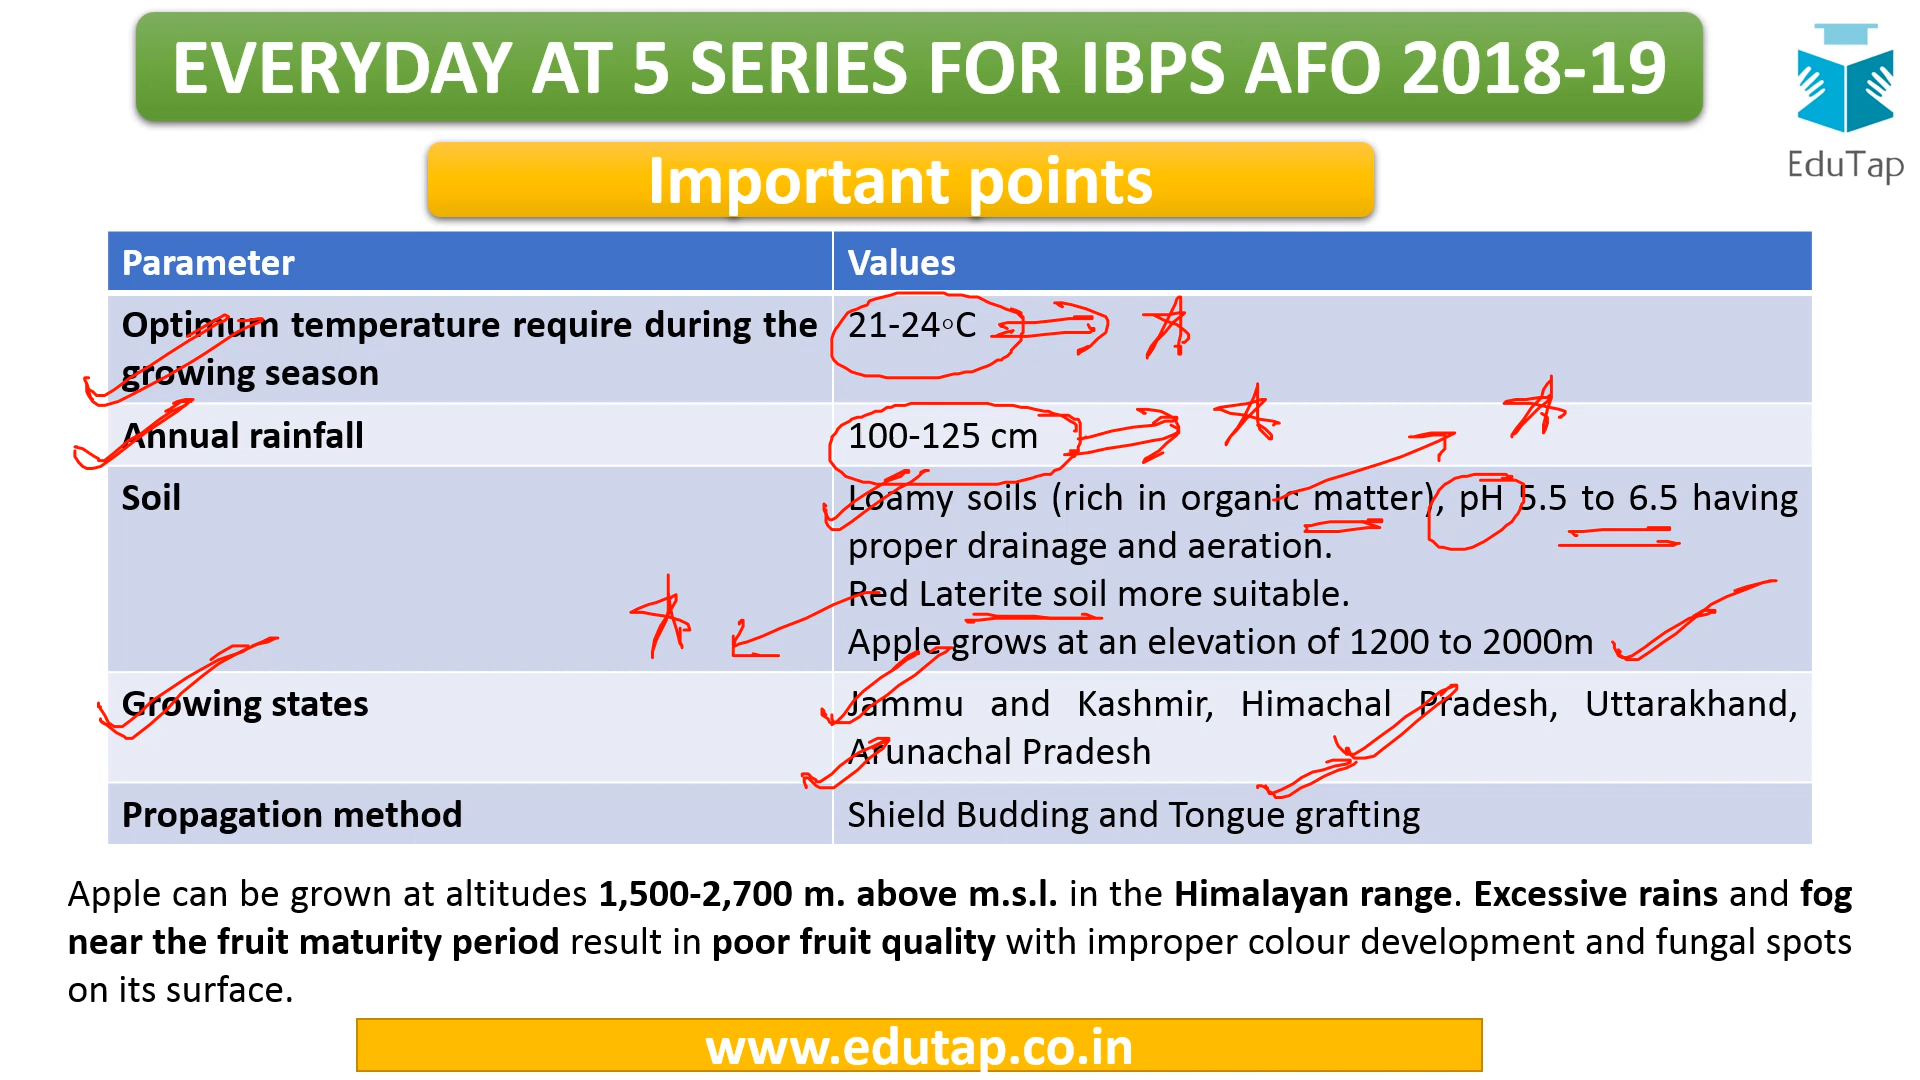 EVERYDAY AT 5 SERIES FOR IBPS AFO 2018-19
EduTap
Important points
Parameter
Values
Optimum temperature require during the
growing season
21-24◦C
Annual rainfall
100-125 cm
Soil
Loamy soils (rich in organic matter), pH 5.5 to 6.5 having
proper drainage and aeration.
Red Laterite soil more suitable.
Apple grows at an elevation of 1200 to 2000m
Growing states
Jammu and Kashmir, Himachal Pradesh, Uttarakhand,
Arunachal Pradesh
Propagation method
Shield Budding and Tongue grafting
Apple can be grown at altitudes 1,500-2,700 m. above m.s.l. in the Himalayan range. Excessive rains and fog
near the fruit maturity period result in poor fruit quality with improper colour development and fungal spots
on its surface.
www.edutap.co.in